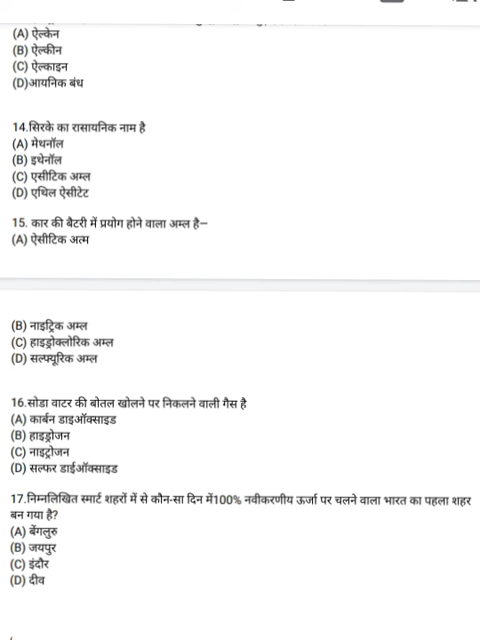 (A) ऐल्केन
(B) ऐल्कीन
(C) ऐल्काइन
(D)आयनिक बंध
14.सिरके का रासायनिक नाम है
(A) मेथनॉल
(B) इथेनॉल
(C) एसीटिक अम्ल
(D) एथिल ऐसीटेट
15. कार की बैटरी में प्रयोग होने वाला अम्ल है–
(A) ऐसीटिक अत्म
(B) नाइट्रिक अम्ल
(C) हाइड्रोक्लोरिक अम्ल
(D) सल्फ्यूरिक अम्ल
16.सोडा वाटर की बोतल खोलने पर निकलने वाली गैस है
(A) कार्बन डाइऑक्साइड
(B) हाइड्रोजन
(C) नाइट्रोजन
(D) सल्फर डाईऑक्साइड
17.निम्नलिखित स्मार्ट शहरों में से कौन-सा दिन में100% नवीकरणीय ऊर्जा पर चलने वाला भारत का पहला शहर
बन गया है?
(A) बेंगलुरु
(B) जयपुर
(C) इंदौर
(D) दीव